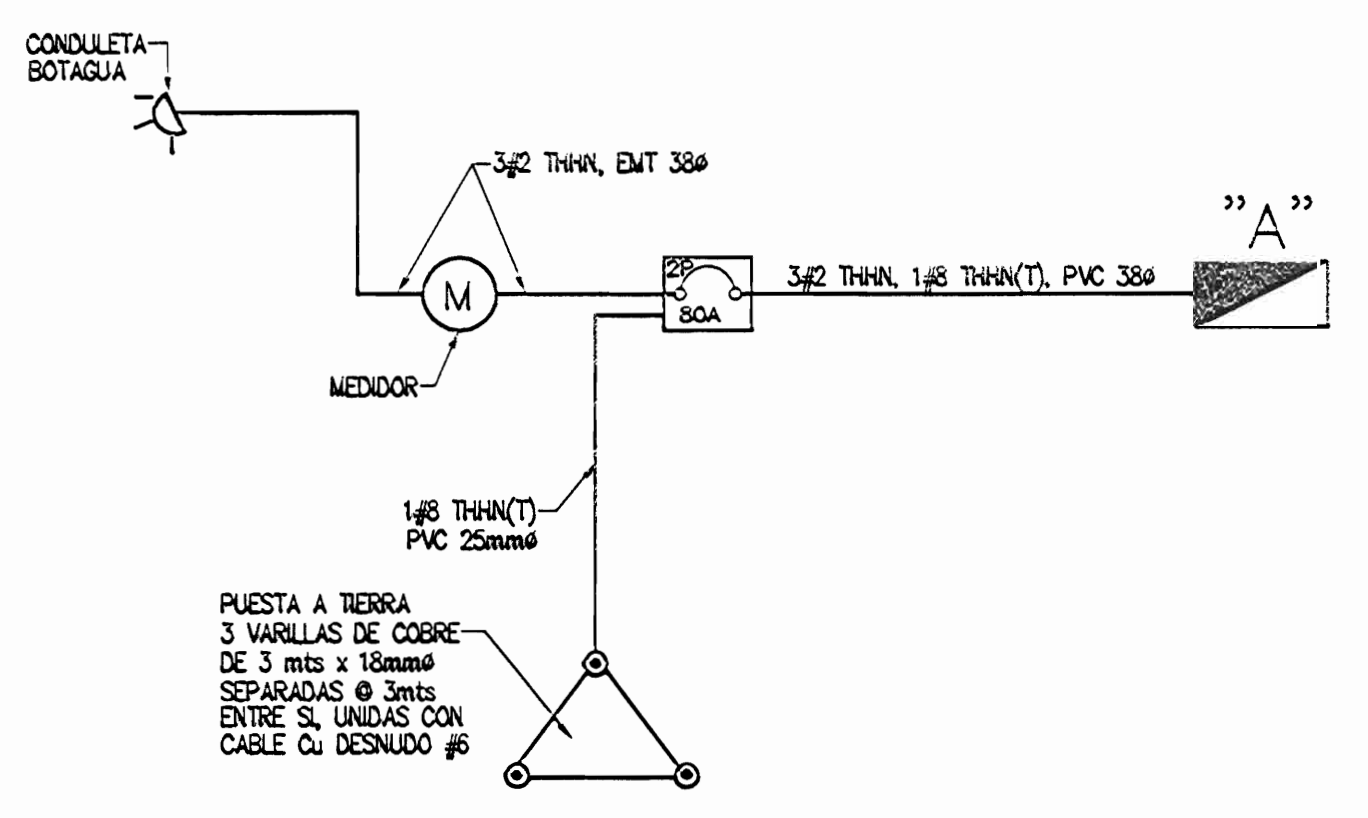 CONDULETA
BOTAGUA
3#2 THHN, EMT 38ø
"A"
2P
80A
3#2 THHN, 1#8 THHN(T), PVC 38ø
M
MEDIDOR
1#8 THHN(T)
PVC 25mmø
PUESTA A TIERRA
3 VARILLAS DE COBRE
DE 3 mts x 18mmø
SEPARADAS @ 3mts
ENTRE SI, UNIDAS CON
CABLE Cu DESNUDO #6